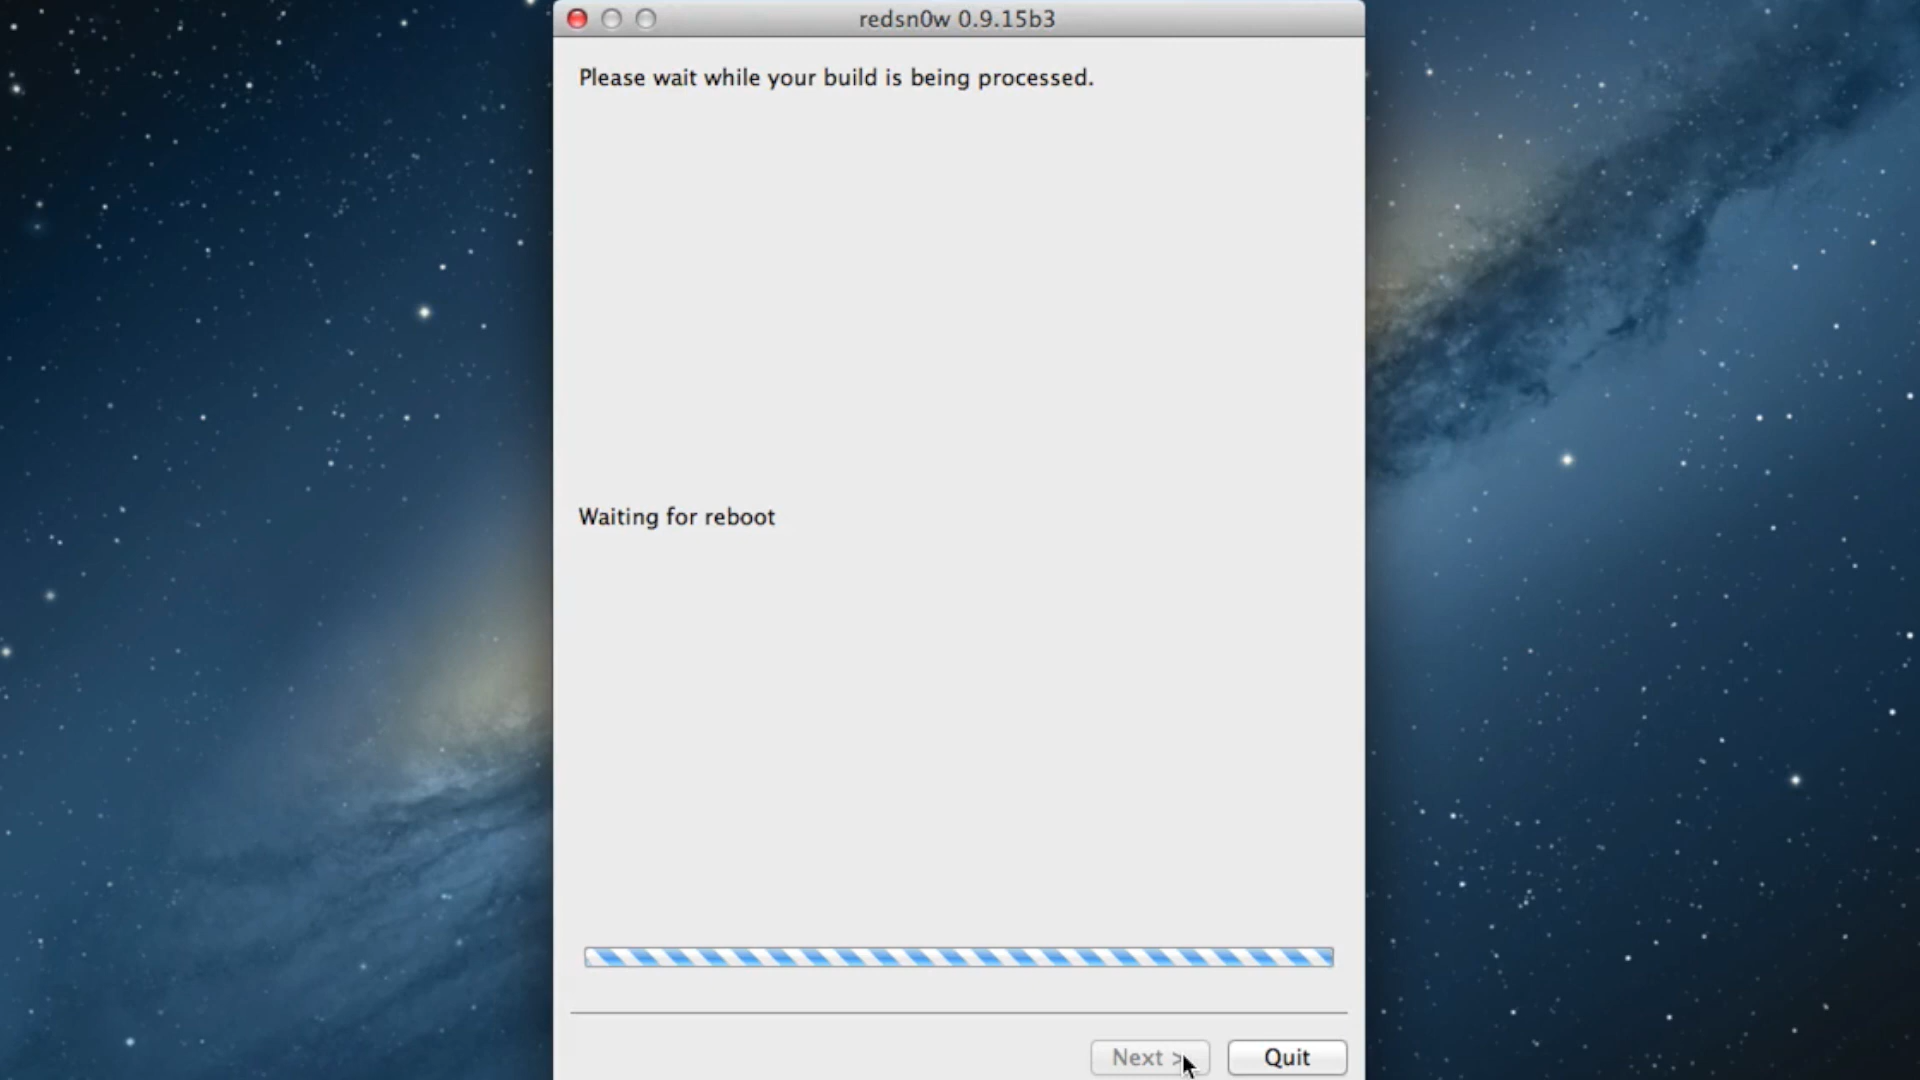 redsn0w 0.9.15b3
Please wait while your build is being processed.
Waiting for reboot
Next >
Quit